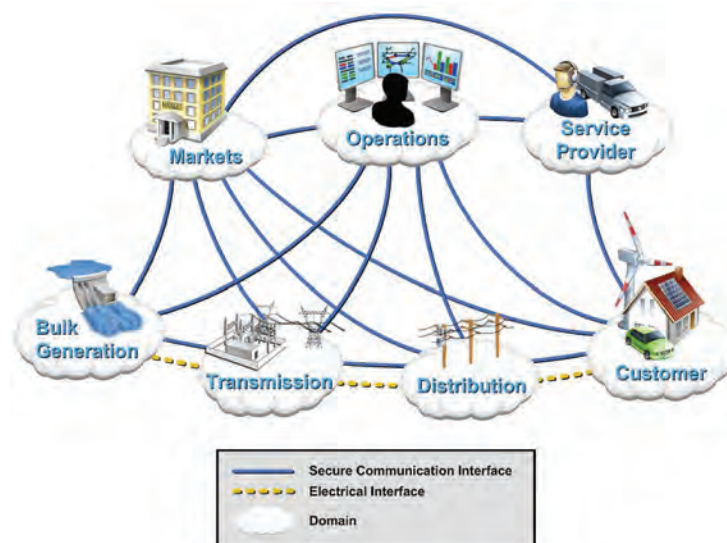 Markets
Operations
Service
Provider
Bulk
Generation
Transmission
Distribution
Customer
Secure Communication Interface
Electrical Interface
Domain